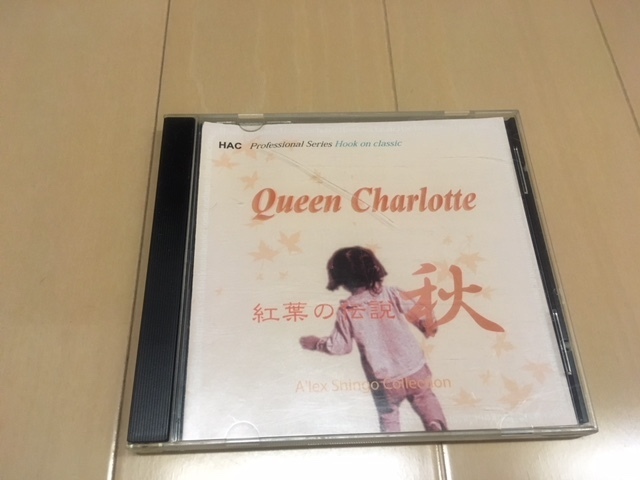 HAC Professional Series Hook on classic
Queen Charlotte
紅葉の伝説 秋
A'lex Shingo Collection